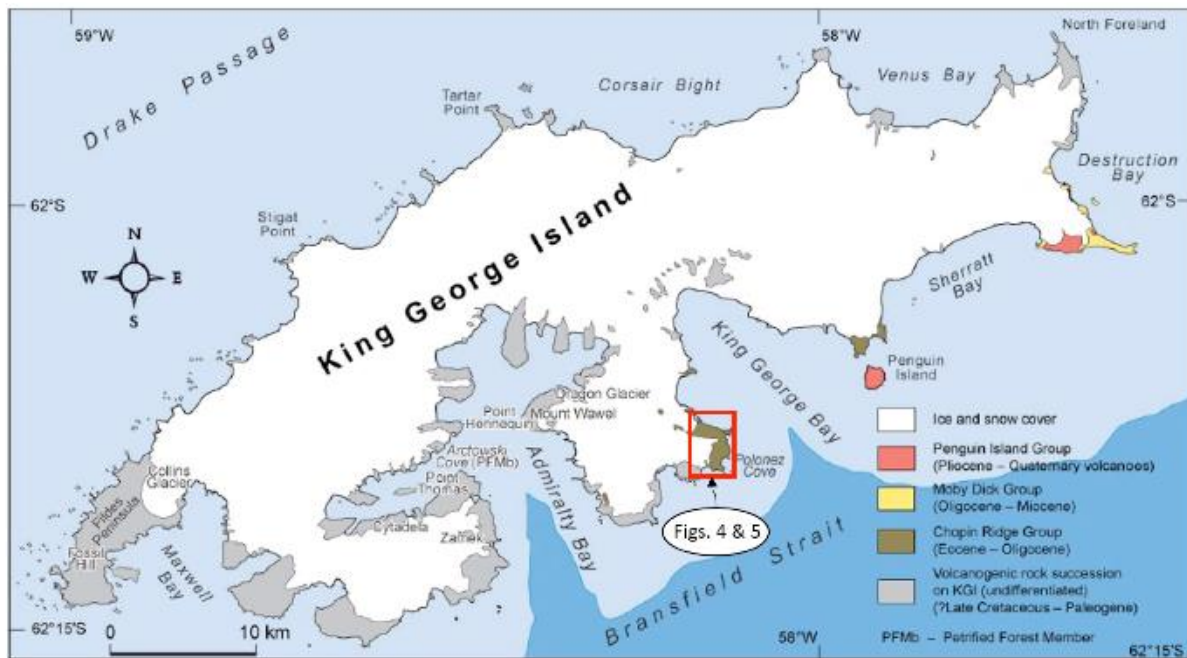 59°W
58°W
North Foreland
Drake Passage
Tartar
Point
Corsair Bight
Venus Bay
Destruction
Bay
62°S
62°S
Stigat
Point
N
W
E
S
King George Island
Sherratt
Bay
King George Bay
Penguin
Island
Dragon Glacier
Point
Hennequin
Mount Wawel
Arctowski
Cove (PFMb)
Polonez
Cove
Collins
Glacier
Point
Thomas
Admiralty Bay
Fildes
Peninsula
Cytadela
Zamek
Fossil
Hill
Maxwell
Bay
Figs. 4 & 5
Bransfield Strait
?
Ice and snow cover
Penguin Island Group
(Pliocene – Quaternary volcanoes)
Moby Dick Group
(Oligocene – Miocene)
Chopin Ridge Group
(Eocene – Oligocene)
Volcanogenic rock succession
on KGI (undifferentiated)
(?Late Cretaceous – Paleogene)
PFMb – Petrified Forest Member
62°15'S
0
10 km
58°W
62°15'S